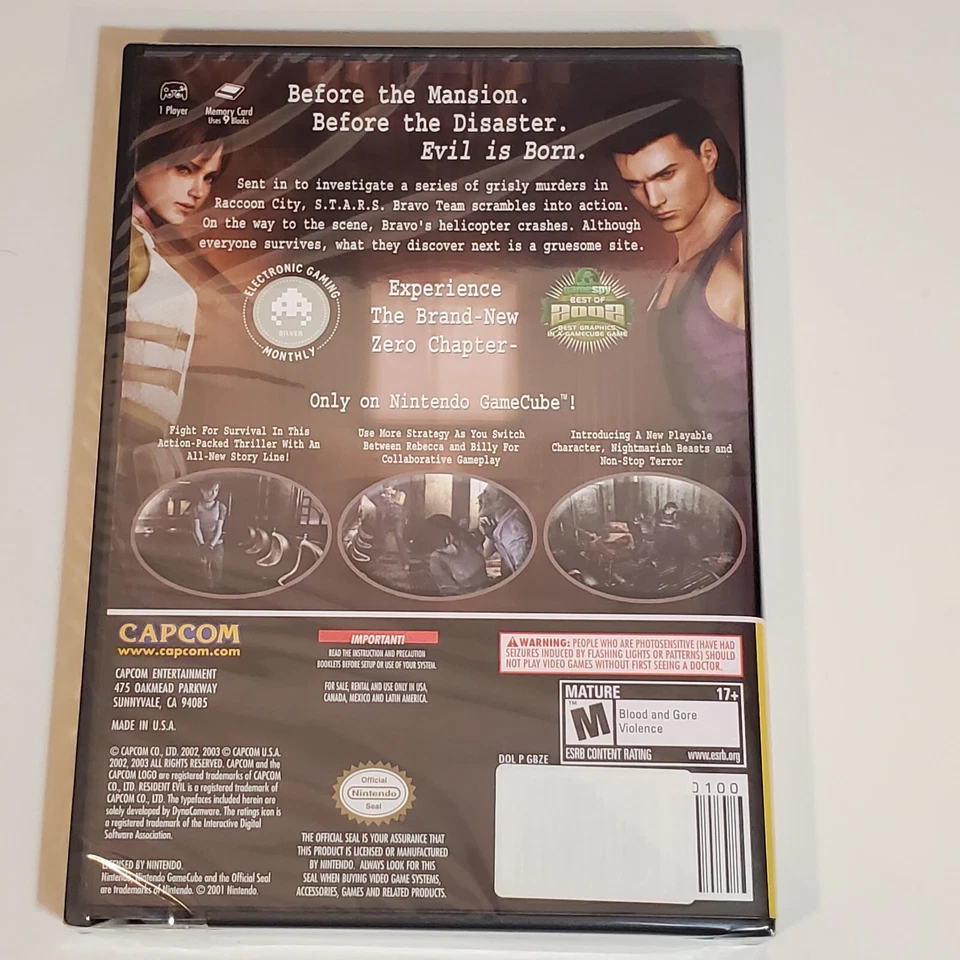 1 Player
Memory Card
Uses 9 Blocks
Before the Mansion.
Before the Disaster.
Evil is Born.
Sent in to investigate a series of grisly murders in
Raccoon City, S.T.A.R.S. Bravo Team scrambles into action.
On the way to the scene, Bravo's helicopter crashes. Although
everyone survives, what they discover next is a gruesome site.
ELECTRONIC GAMING
SILVER
MONTHLY
Experience
The Brand-New
Zero Chapter-
gamespy
BEST OF
2002
BEST GRAPHICS
IN A GAMECUBE GAME
Only on Nintendo GameCube™!
Fight For Survival In This
Action-Packed Thriller With An
All-New Story Line!
Use More Strategy As You Switch
Between Rebecca and Billy For
Collaborative Gameplay
Introducing A New Playable
Character, Nightmarish Beasts and
Non-Stop Terror
CAPCOM
www.capcom.com
CAPCOM ENTERTAINMENT
475 OAKMEAD PARKWAY
SUNNYVALE, CA 94085
MADE IN U.S.A.
© CAPCOM CO., LTD. 2002, 2003 © CAPCOM U.S.A.
2002, 2003 ALL RIGHTS RESERVED. CAPCOM and the
CAPCOM LOGO are registered trademarks of CAPCOM
CO., LTD. RESIDENT EVIL is a registered trademark of
CAPCOM CO., LTD. The typefaces included herein are
solely developed by DynaComware. The ratings icon is
a registered trademark of the Interactive Digital
Software Association.
LICENSED BY NINTENDO.
Nintendo, Nintendo GameCube and the Official Seal
are trademarks of Nintendo. © 2001 Nintendo.
IMPORTANT!
READ THE INSTRUCTION AND PRECAUTION
BOOKLETS BEFORE SETUP OR USE OF YOUR SYSTEM.
FOR SALE, RENTAL AND USE ONLY IN USA,
CANADA, MEXICO AND LATIN AMERICA.
Official
Nintendo
Seal
THE OFFICIAL SEAL IS YOUR ASSURANCE THAT
THIS PRODUCT IS LICENSED OR MANUFACTURED
BY NINTENDO. ALWAYS LOOK FOR THIS
SEAL WHEN BUYING VIDEO GAME SYSTEMS,
ACCESSORIES, GAMES AND RELATED PRODUCTS.
WARNING: PEOPLE WHO ARE PHOTOSENSITIVE (HAVE HAD
SEIZURES INDUCED BY FLASHING LIGHTS OR PATTERNS) SHOULD
NOT PLAY VIDEO GAMES WITHOUT FIRST SEEING A DOCTOR.
MATURE 17+
M™
Blood and Gore
Violence
ESRB CONTENT RATING www.esrb.org
DOL P GBZE
0100